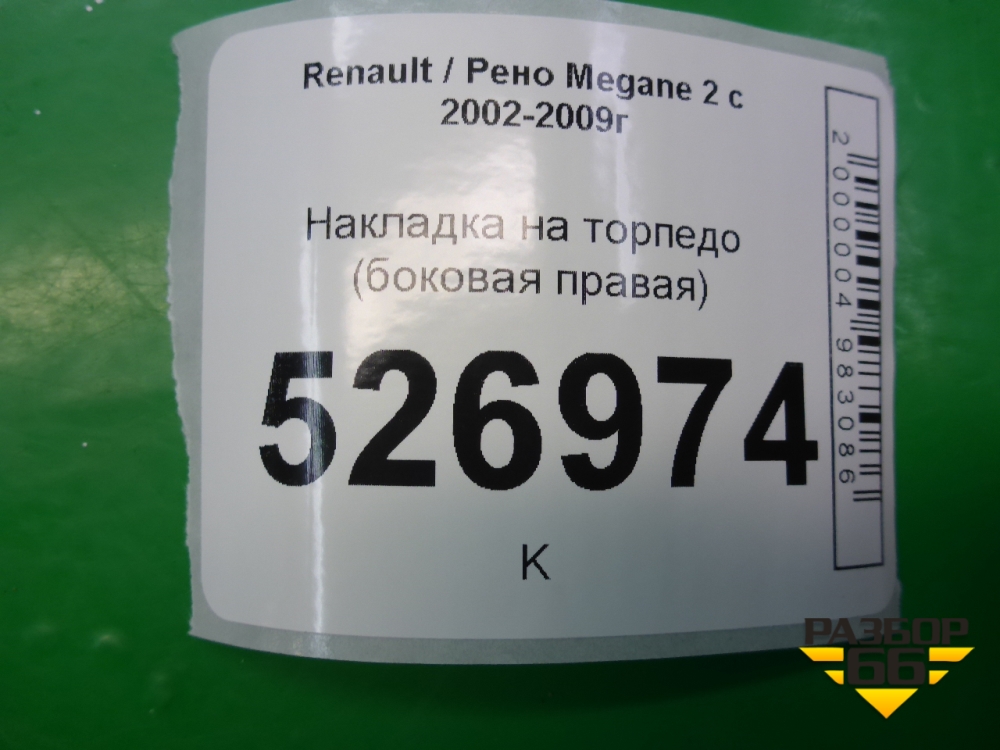 Renault / Рено Megane 2 с
2002-2009г
Накладка на торпедо
(боковая правая)
526974
К
2000004983086
РАЗБОР
66